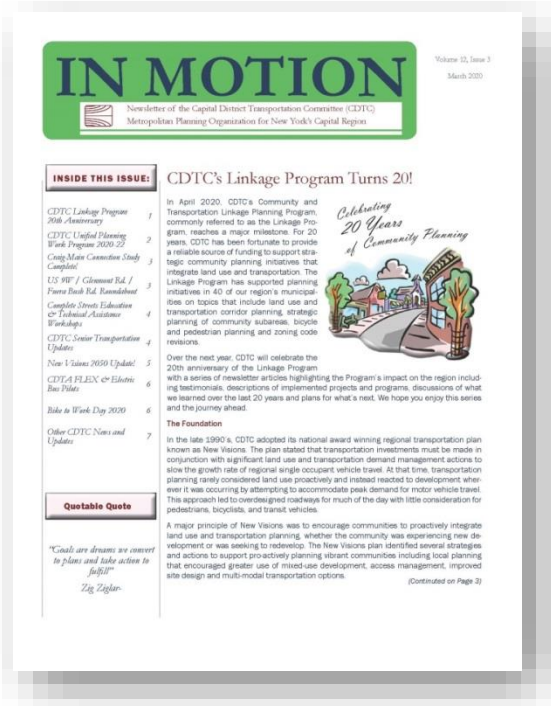 IN MOTION
Newsletter of the Capital District Transportation Committee (CDTC)
Metropolitan Planning Organization for New York's Capital Region
Volume 12, Issue 3
March 2020
INSIDE THIS ISSUE:
CDTC Linkage Program
20th Anniversary 1
CDTC Unified Planning
Work Program 2020-22 2
Craig Main Connection Study
Complete! 3
US 9W / Glenmont Rd. /
Feura Bush Rd. Roundabout 3
Complete Streets Education
& Technical Assistance
Workshops 4
CDTC Senior Transportation
Updates 4
New Visions 2050 Update! 5
CDTA FLEX & Electric
Bus Pilots 6
Bike to Work Day 2020 6
Other CDTC News and
Updates 7
Quotable Quote
"Goals are dreams we convert
to plans and take action to
fulfill"
Zig Ziglar-
CDTC's Linkage Program Turns 20!
In April 2020, CDTC's Community and
Transportation Linkage Planning Program,
commonly referred to as the Linkage Pro-
gram, reaches a major milestone. For 20
years, CDTC has been fortunate to provide
a reliable source of funding to support stra-
tegic community planning initiatives that
integrate land use and transportation. The
Linkage Program has supported planning
initiatives in 40 of our region's municipal-
ities on topics that include land use and
transportation corridor planning, strategic
planning of community subareas, bicycle
and pedestrian planning and zoning code
revisions.
Celebrating
20 Years
of Community Planning
Over the next year, CDTC will celebrate the
20th anniversary of the Linkage Program
with a series of newsletter articles highlighting the Program's impact on the region includ-
ing testimonials, descriptions of implemented projects and programs, discussions of what
we learned over the last 20 years and plans for what's next. We hope you enjoy this series
and the journey ahead.
The Foundation
In the late 1990's, CDTC adopted its national award winning regional transportation plan
known as New Visions. The plan stated that transportation investments must be made in
conjunction with significant land use and transportation demand management actions to
slow the growth rate of regional single occupant vehicle travel. At that time, transportation
planning rarely considered land use proactively and instead reacted to development wher-
ever it was occurring by attempting to accommodate peak demand for motor vehicle travel.
This approach led to overdesigned roadways for much of the day with little consideration for
pedestrians, bicyclists, and transit vehicles.
A major principle of New Visions was to encourage communities to proactively integrate
land use and transportation planning, whether the community was experiencing new de-
velopment or was seeking to redevelop. The New Visions plan identified several strategies
and actions to support pro-actively planning vibrant communities including local planning
that encouraged greater use of mixed-use development, access management, improved
site design and multi-modal transportation options.
(Continued on Page 3)